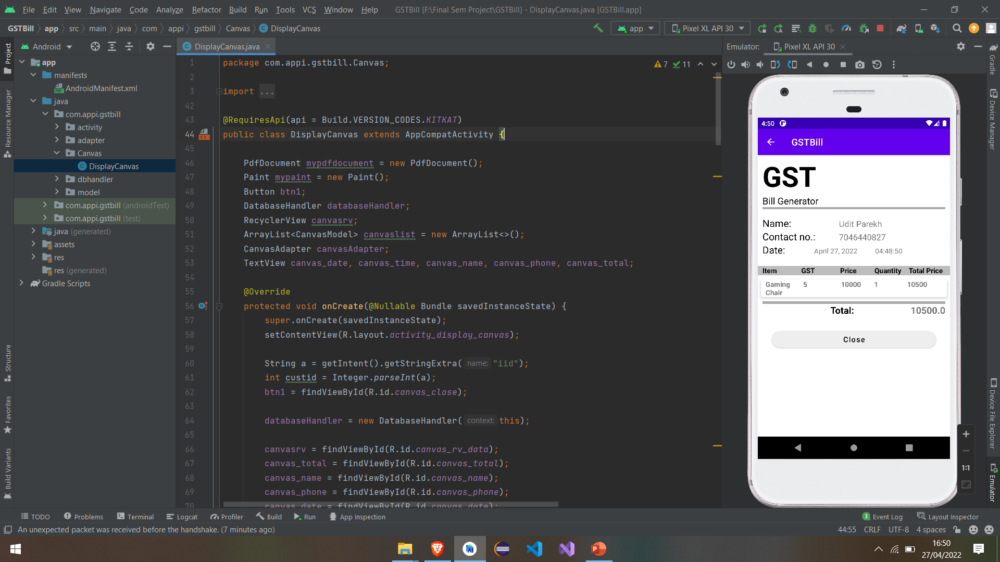 File Edit View Navigate Code Analyze Refactor Build Run Tools VCS Window Help GSTBill [F:\Final Sem Project\GSTBill] - DisplayCanvas.java [GSTBill.app]
GSTBill app src main java com appi gstbill Canvas DisplayCanvas app Pixel XL API 30
Android
DisplayCanvas.java
Emulator: Pixel XL API 30
Project
Resource Manager
Structure
Favorites
Build Variants
app
manifests
AndroidManifest.xml
java
com.appi.gstbill
activity
adapter
Canvas
DisplayCanvas
dbhandler
model
com.appi.gstbill (androidTest)
com.appi.gstbill (test)
java (generated)
assets
res
res (generated)
Gradle Scripts
7 11
1 package com.appi.gstbill.Canvas;
2
3 import ...
42
43 @RequiresApi(api = Build.VERSION_CODES.KITKAT)
44 public class DisplayCanvas extends AppCompatActivity {
45
46 PdfDocument mypdfdocument = new PdfDocument();
47 Paint mypaint = new Paint();
48 Button btn1;
49 DatabaseHandler databaseHandler;
50 RecyclerView canvasrv;
51 ArrayList<CanvasModel> canvaslist = new ArrayList<>();
52 CanvasAdapter canvasAdapter;
53 TextView canvas_date, canvas_time, canvas_name, canvas_phone, canvas_total;
54
55 @Override
56 protected void onCreate(@Nullable Bundle savedInstanceState) {
57 super.onCreate(savedInstanceState);
58 setContentView(R.layout.activity_display_canvas);
59
60 String a = getIntent().getStringExtra( name: "iid");
61 int custid = Integer.parseInt(a);
62 btn1 = findViewById(R.id.canvas_close);
63
64 databaseHandler = new DatabaseHandler( context: this);
65
66 canvasrv = findViewById(R.id.canvas_rv_data);
67 canvas_total = findViewById(R.id.canvas_total);
68 canvas_name = findViewById(R.id.canvas_name);
69 canvas_phone = findViewById(R.id.canvas_phone);
70 canvas_date = findViewById(R.id.canvas_date);
4:50
GSTBill
GST
Bill Generator
Name: Udit Parekh
Contact no.: 7046440827
Date: April 27, 2022 04:48:50
Item GST Price Quantity Total Price
Gaming Chair 5 10000 1 10500
Total: 10500.0
Close
1:1
Gradle
Device Manager
Device File Explorer
Emulator
TODO Problems Terminal Logcat Profiler Build Run App Inspection 3 Event Log Layout Inspector
An unexpected packet was received before the handshake. (7 minutes ago) 44:55 CRLF UTF-8 4 spaces
16:50
27/04/2022